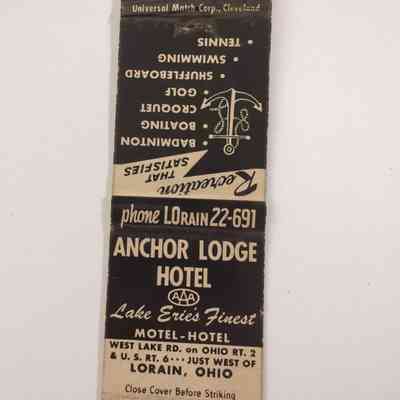 Universal Match Corp., Cleveland
Recreation
THAT
SATISFIES
• BADMINTON
• BOATING
CROQUET
• GOLF
• SHUFFLEBOARD
• SWIMMING
• TENNIS
phone LORAIN 22-691
ANCHOR LODGE
HOTEL
AAA
Lake Erie's Finest
MOTEL-HOTEL
WEST LAKE RD. on OHIO RT. 2
& U.S. RT. 6 ··· JUST WEST OF
LORAIN, OHIO
Close Cover Before Striking